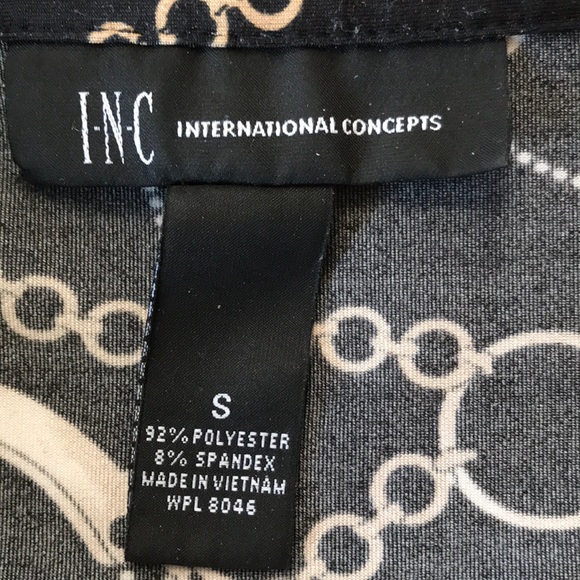 I·N·C INTERNATIONAL CONCEPTS
S
92% POLYESTER
8% SPANDEX
MADE IN VIETNAM
WPL 8046